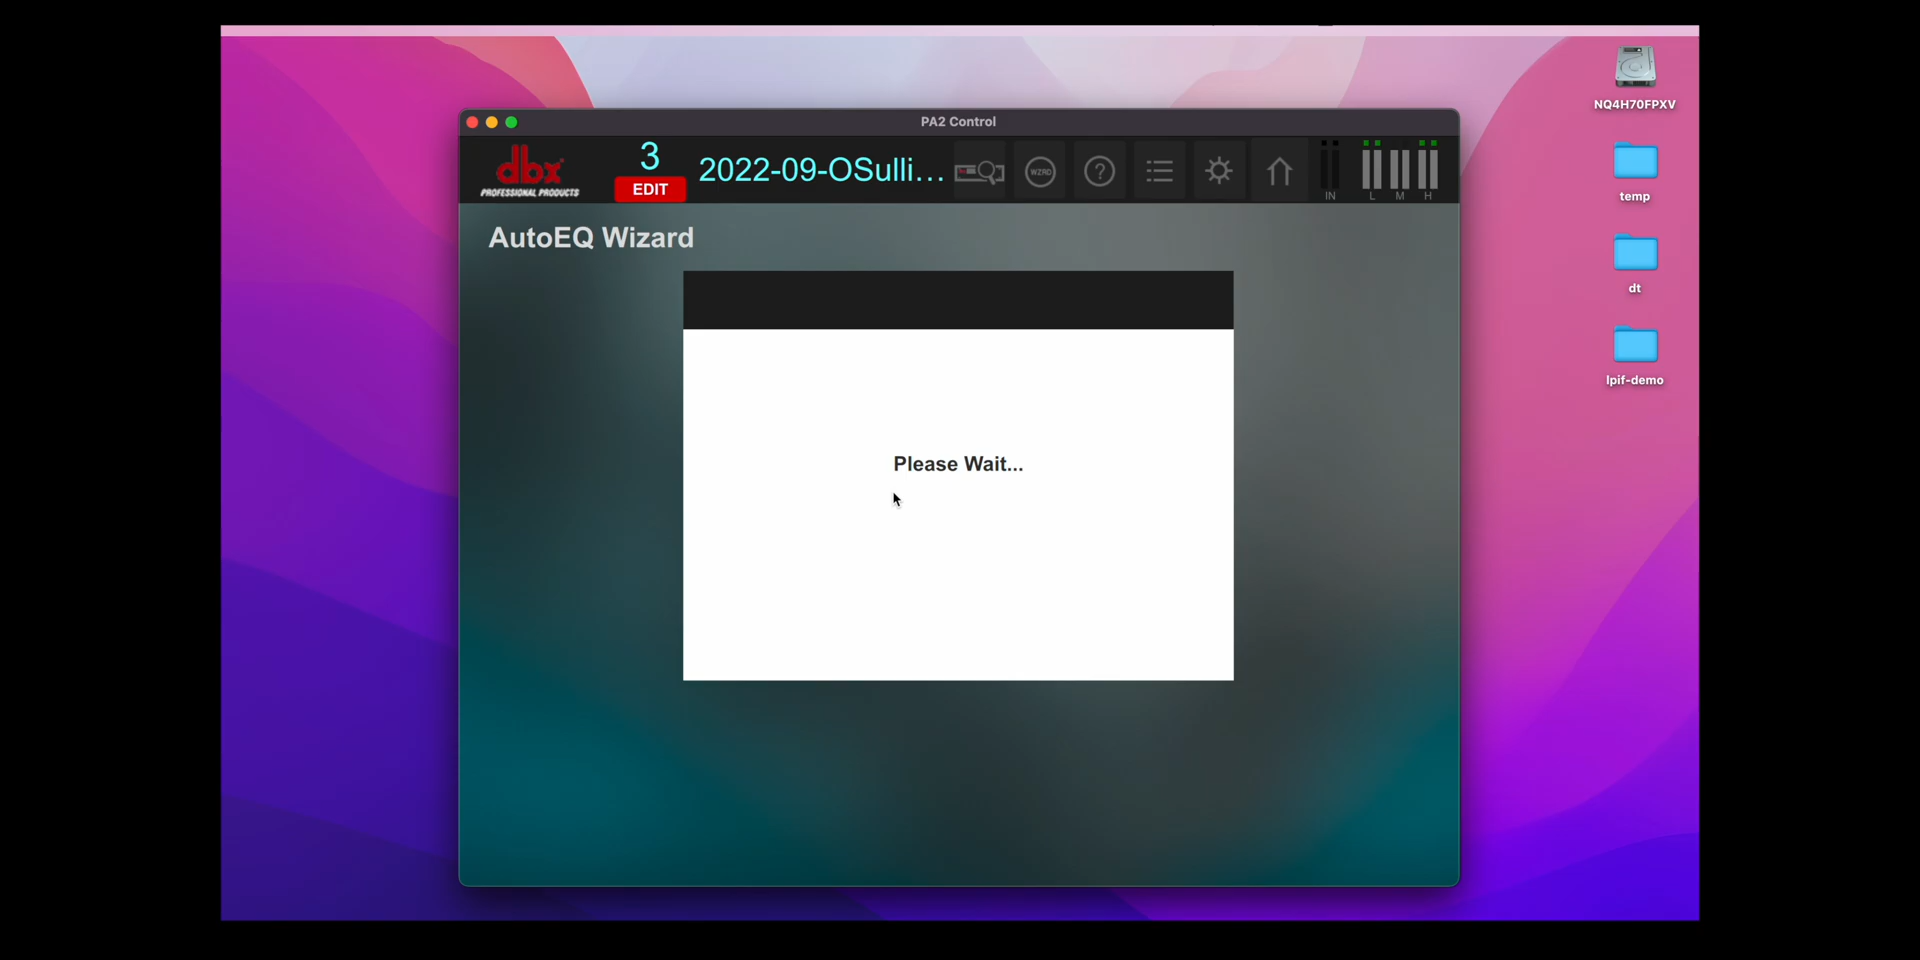 PA2 Control
dbx
PROFESSIONAL PRODUCTS
3
EDIT
2022-09-OSulli...
WZRD
?
IN
L
M
H
AutoEQ Wizard
Please Wait...
NQ4H70FPXV
temp
dt
lpif-demo